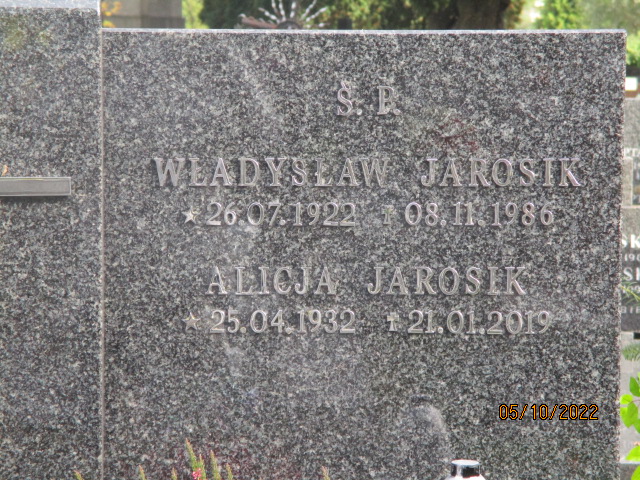 Ś. P.
WŁADYSŁAW JAROSIK
★ 26.07.1922 ✝ 08.11.1986
ALICJA JAROSIK
★ 25.04.1932 ✝ 21.01.2019
05/10/2022